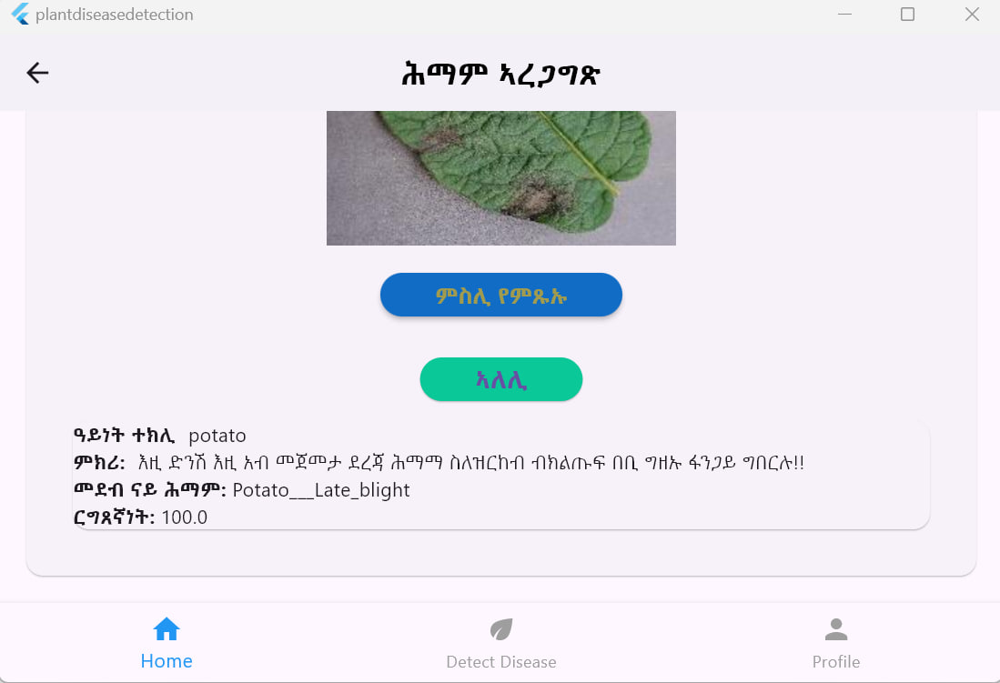 plantdiseasedetection
ሕማም ኣረጋግጽ
ምስሊ የምጹኡ
ኣለሊ
ዓይነት ተክሊ potato
ምክሪ: እዚ ድንሽ እዚ አብ መጀመታ ደረጃ ሕማማ ስለዝርከብ ብክልጡፍ በቢ ግዘኡ ፋንጋይ ግበርሉ!!
መደብ ናይ ሕማም: Potato___Late_blight
ርግጸኛነት: 100.0
Home
Detect Disease
Profile